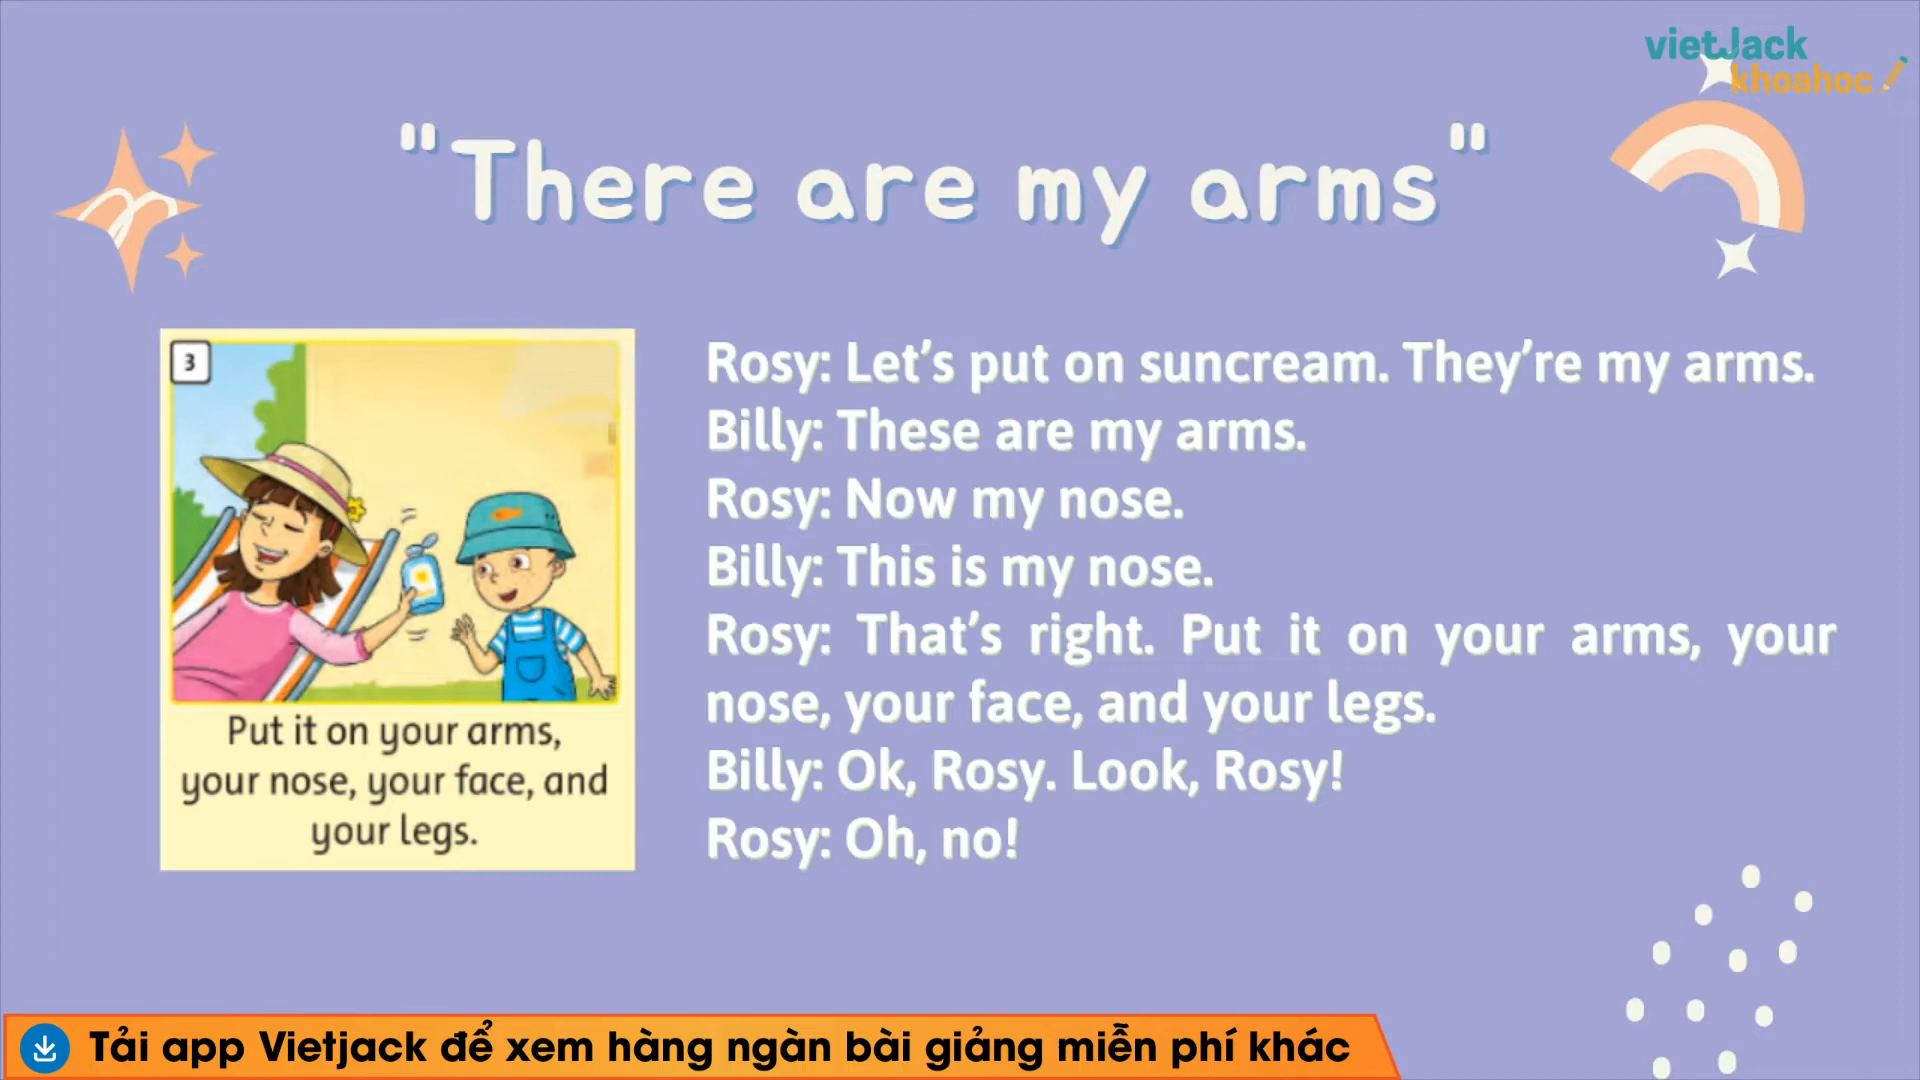 vietJack
khoahoc
"There are my arms"
3
Put it on your arms,
your nose, your face, and
your legs.
Rosy: Let's put on suncream. They're my arms.
Billy: These are my arms.
Rosy: Now my nose.
Billy: This is my nose.
Rosy: That's right. Put it on your arms, your
nose, your face, and your legs.
Billy: Ok, Rosy. Look, Rosy!
Rosy: Oh, no!
Tải app Vietjack để xem hàng ngàn bài giảng miễn phí khác